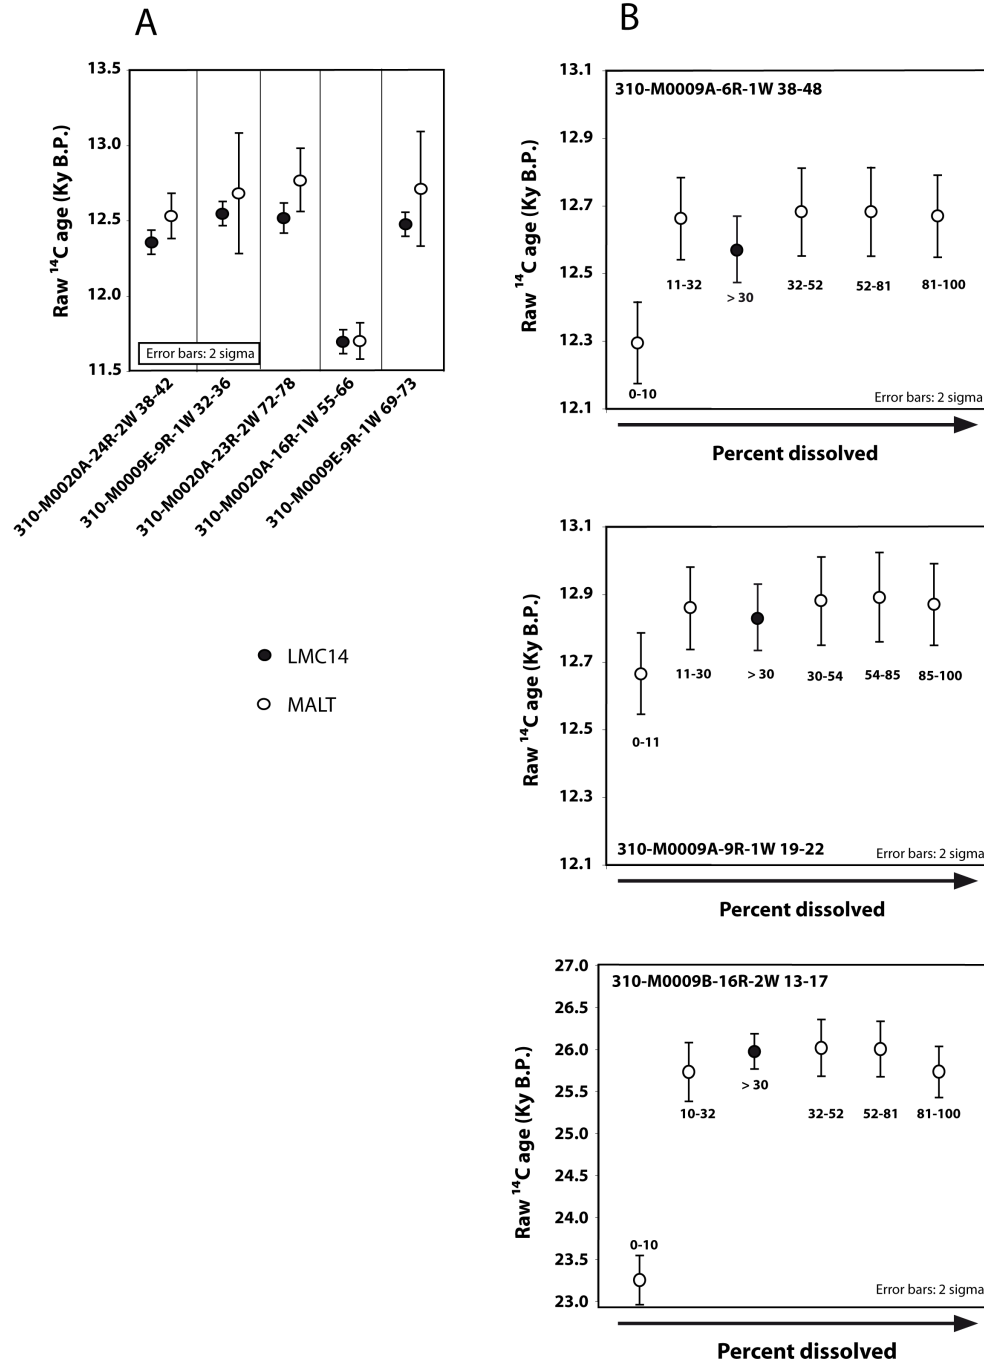 A
13.5
13.0
12.5
12.0
11.5
Raw ¹⁴C age (Ky B.P.)
Error bars: 2 sigma
310-M0020A-24R-2W 38-42
310-M0009E-9R-1W 32-36
310-M0020A-23R-2W 72-78
310-M0020A-16R-1W 55-66
310-M0009E-9R-1W 69-73
LMC14
MALT
B
13.1
12.9
12.7
12.5
12.3
12.1
Raw ¹⁴C age (Ky B.P.)
310-M0009A-6R-1W 38-48
11-32
> 30
32-52
52-81
81-100
0-10
Error bars: 2 sigma
Percent dissolved
13.1
12.9
12.7
12.5
12.3
12.1
Raw ¹⁴C age (Ky B.P.)
11-30
> 30
30-54
54-85
85-100
0-11
310-M0009A-9R-1W 19-22
Error bars: 2 sigma
Percent dissolved
27.0
26.5
26.0
25.5
25.0
24.5
24.0
23.5
23.0
Raw ¹⁴C age (Ky B.P.)
310-M0009B-16R-2W 13-17
> 30
10-32
32-52
52-81
81-100
0-10
Error bars: 2 sigma
Percent dissolved